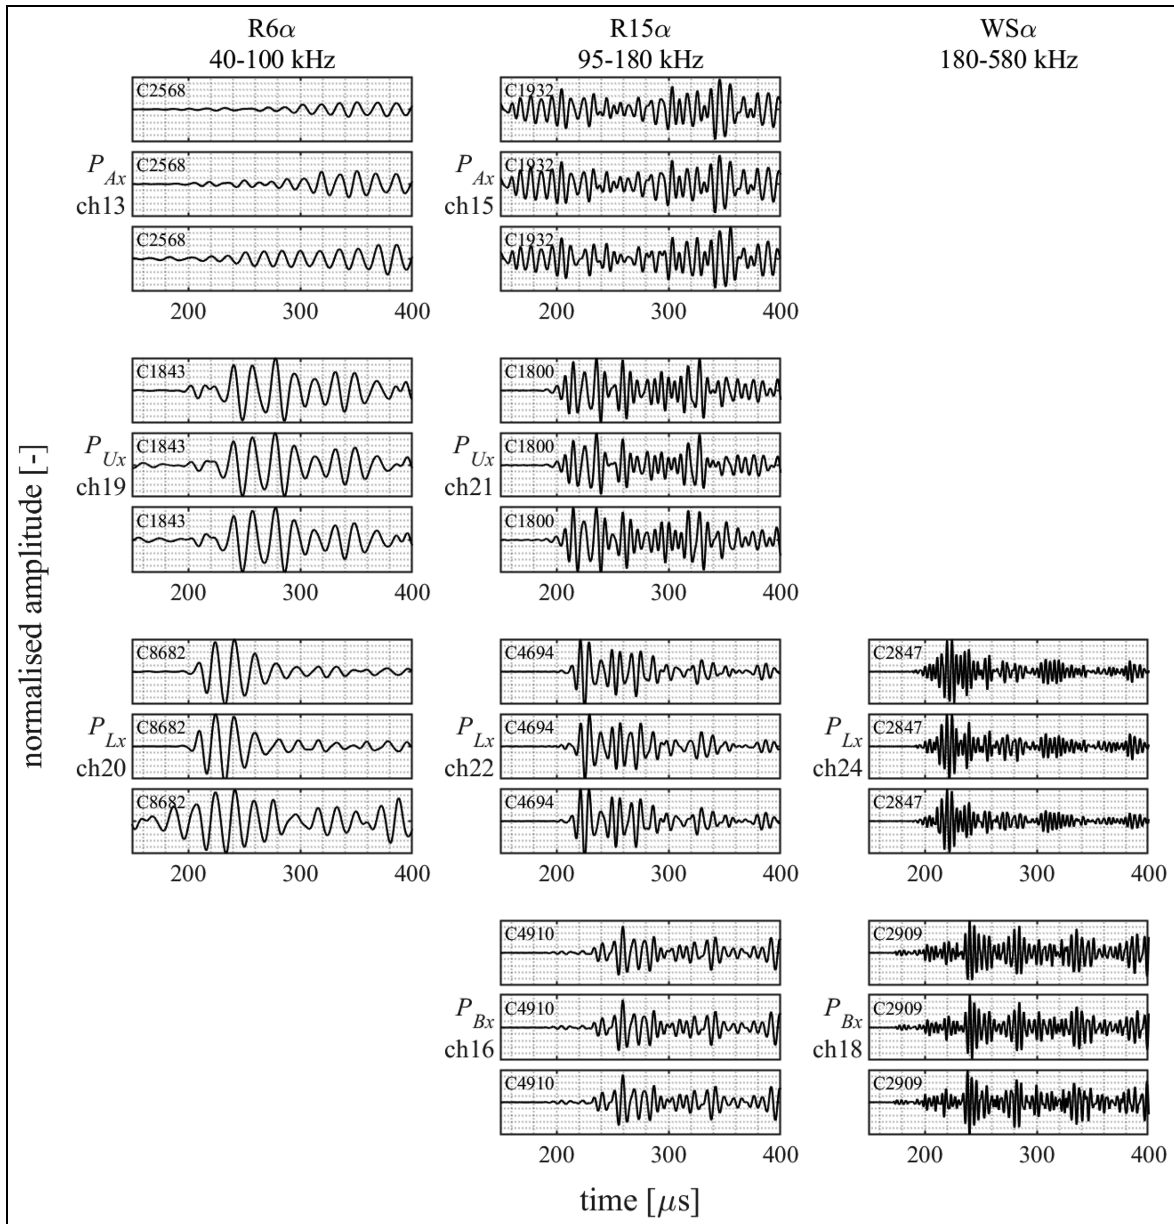 R6α
40-100 kHz
R15α
95-180 kHz
WSα
180-580 kHz
normalised amplitude [-]
P_Ax
ch13
C2568
C2568
C2568
200 300 400
P_Ax
ch15
C1932
C1932
C1932
200 300 400
P_Ux
ch19
C1843
C1843
C1843
200 300 400
P_Ux
ch21
C1800
C1800
C1800
200 300 400
P_Lx
ch20
C8682
C8682
C8682
200 300 400
P_Lx
ch22
C4694
C4694
C4694
200 300 400
P_Lx
ch24
C2847
C2847
C2847
200 300 400
P_Bx
ch16
C4910
C4910
C4910
200 300 400
P_Bx
ch18
C2909
C2909
C2909
200 300 400
time [μs]